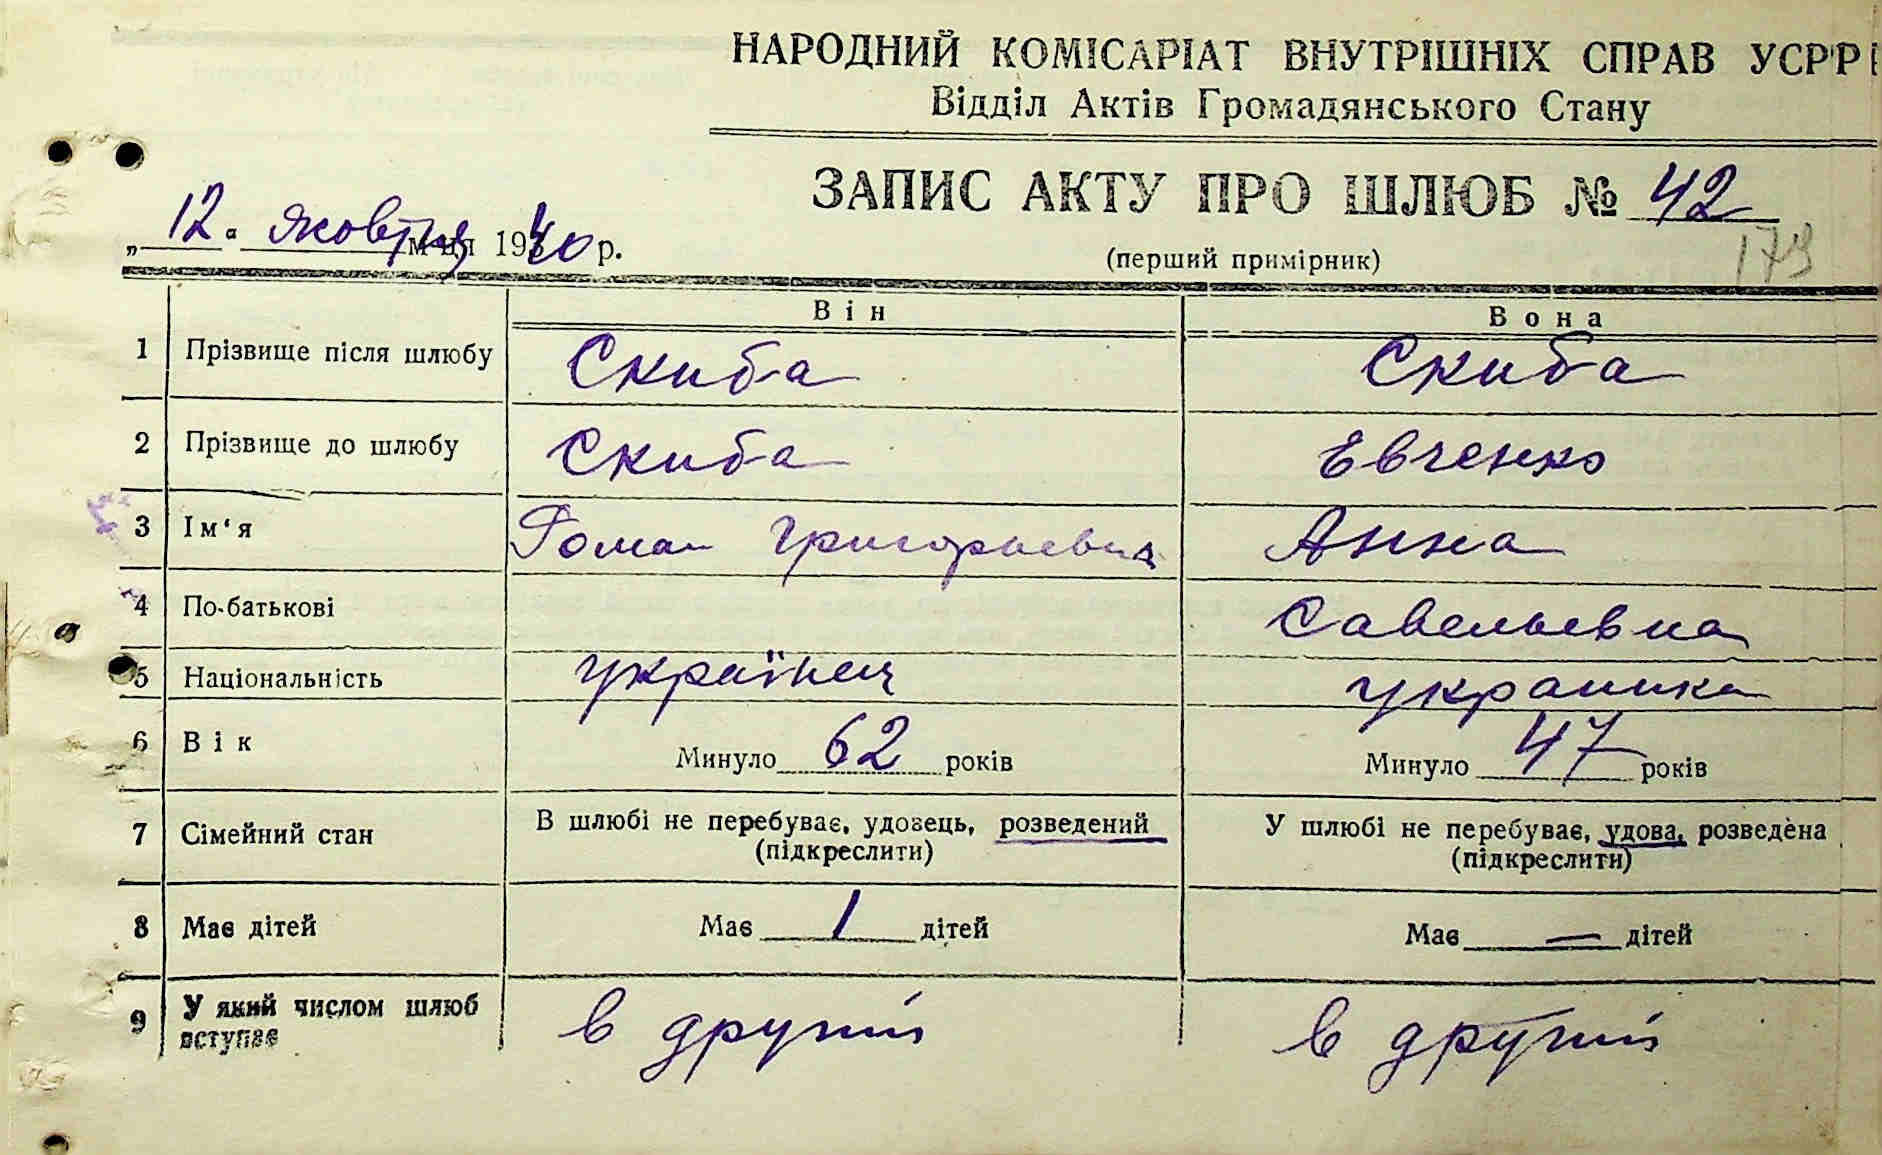 НАРОДНИЙ КОМІСАРІАТ ВНУТРІШНІХ СПРАВ УСРР
Відділ Актів Громадянського Стану
ЗАПИС АКТУ ПРО ШЛЮБ № 42
„12" жовтня м-ця 1940 р.
(перший примірник)
173
Він Вона
1 Прізвище після шлюбу Скиба Скиба
2 Прізвище до шлюбу Скиба Евченко
3 Ім'я Роман Григорьевич Анна
4 По-батькові Савельевна
5 Національність українец украинка
6 Вік Минуло 62 років Минуло 47 років
7 Сімейний стан В шлюбі не перебуває, удовець, розведений У шлюбі не перебуває, удова, розведена
(підкреслити) (підкреслити)
8 Має дітей Має 1 дітей Має — дітей
9 У який числом шлюб вступає в другий в другий